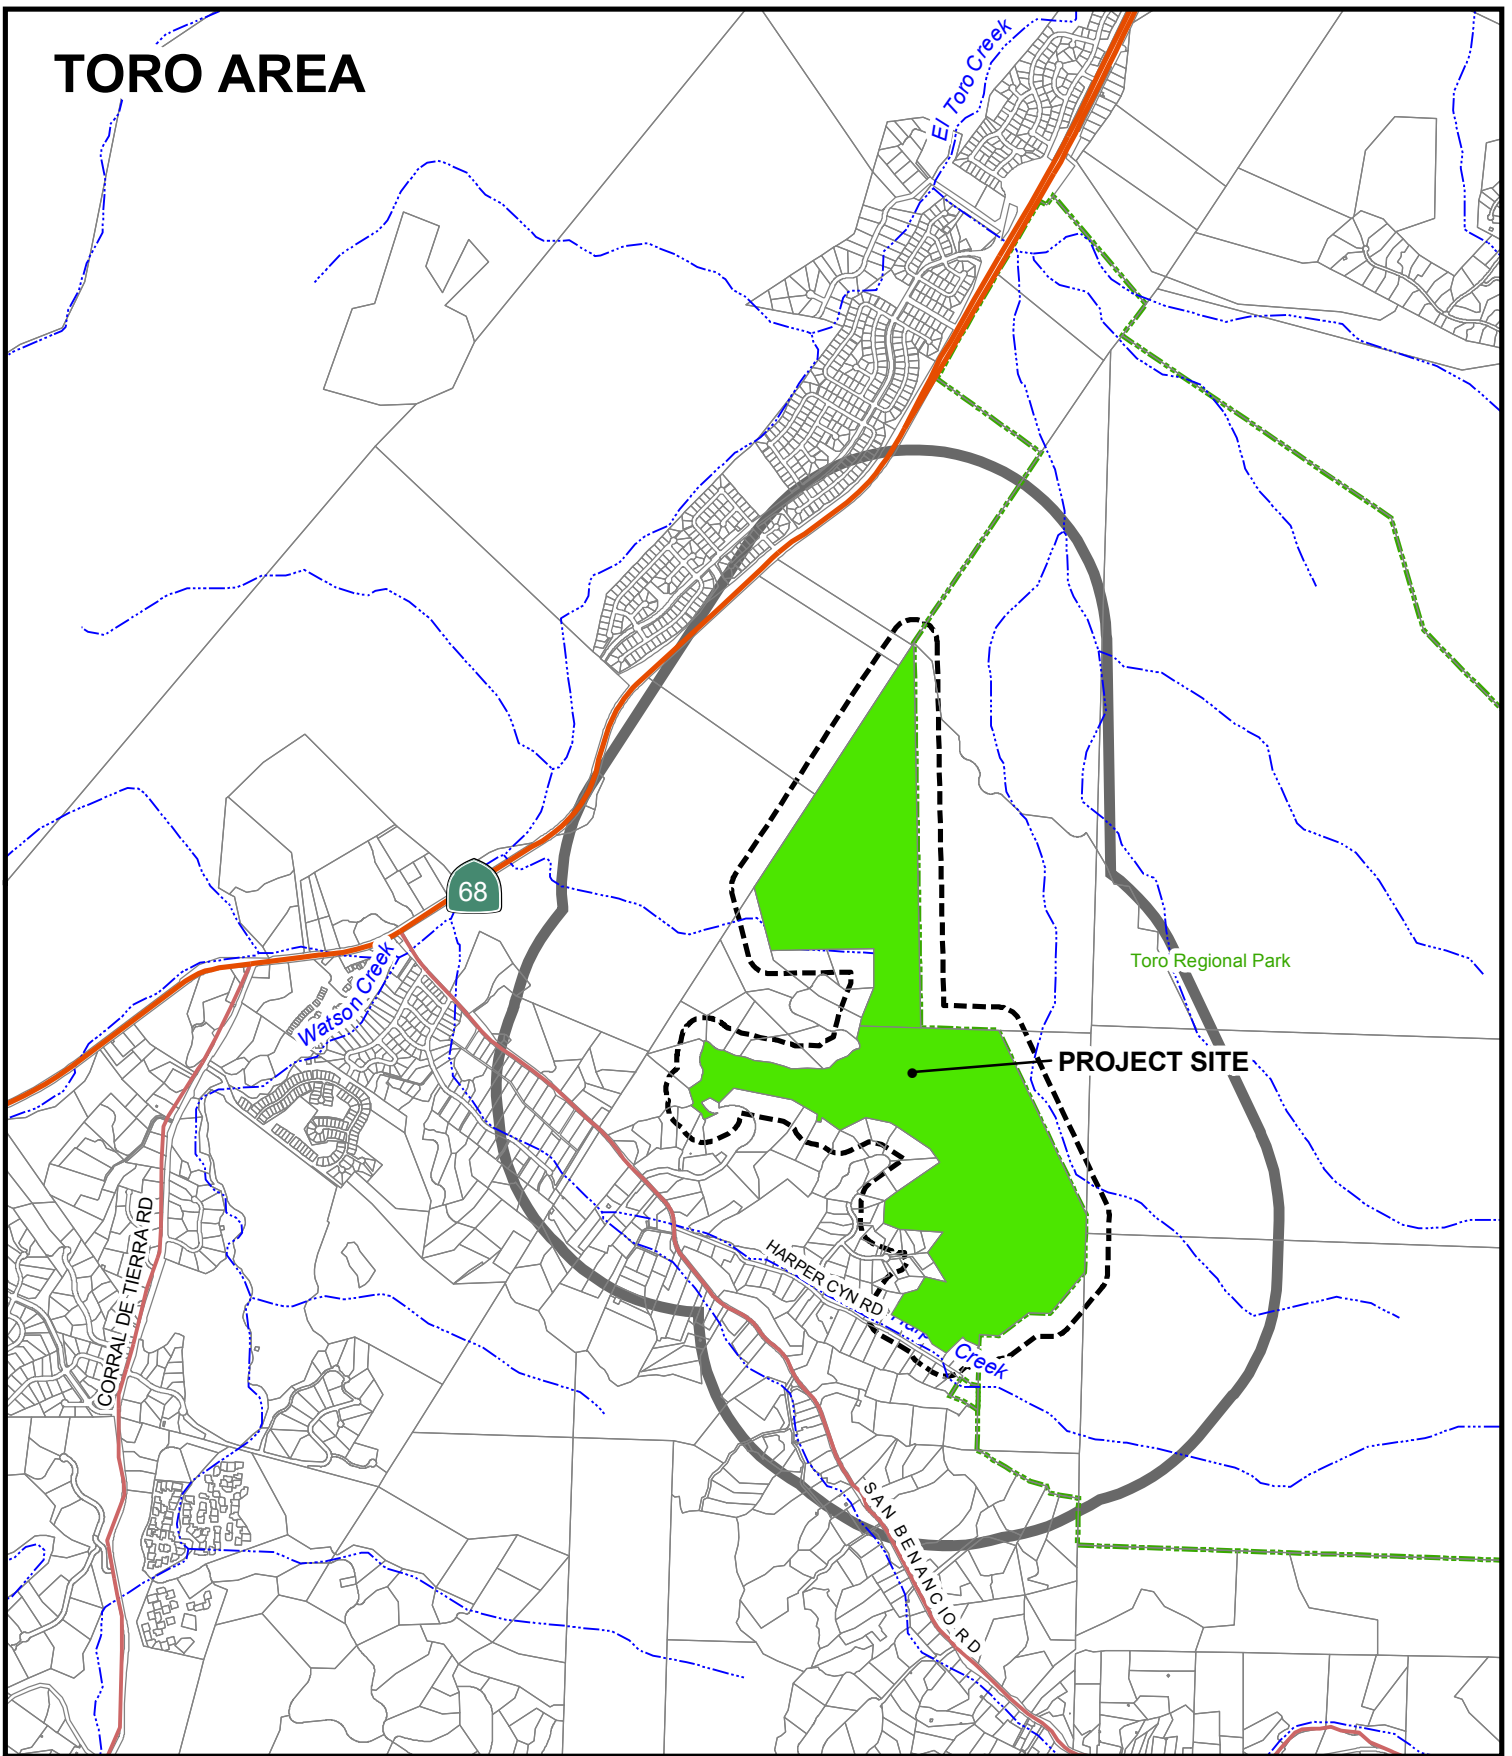 TORO AREA
El Toro Creek
68
Watson Creek
Toro Regional Park
PROJECT SITE
CORRAL DE TIERRA RD
HARPER CYN RD
Creek
SAN BENANCIO RD